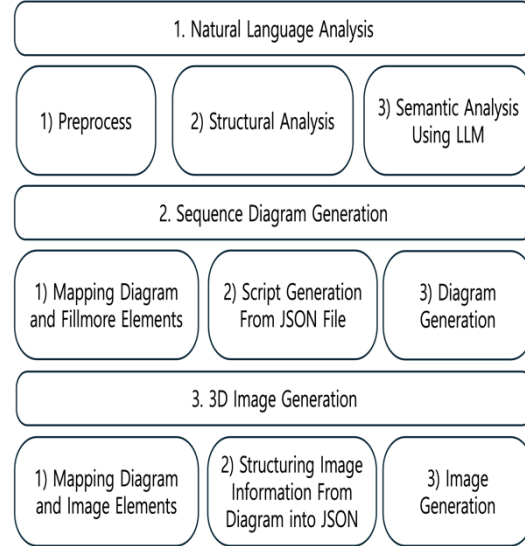 1. Natural Language Analysis
1) Preprocess
2) Structural Analysis
3) Semantic Analysis
Using LLM
2. Sequence Diagram Generation
1) Mapping Diagram
and Fillmore Elements
2) Script Generation
From JSON File
3) Diagram
Generation
3. 3D Image Generation
1) Mapping Diagram
and Image Elements
2) Structuring Image
Information From
Diagram into JSON
3) Image
Generation